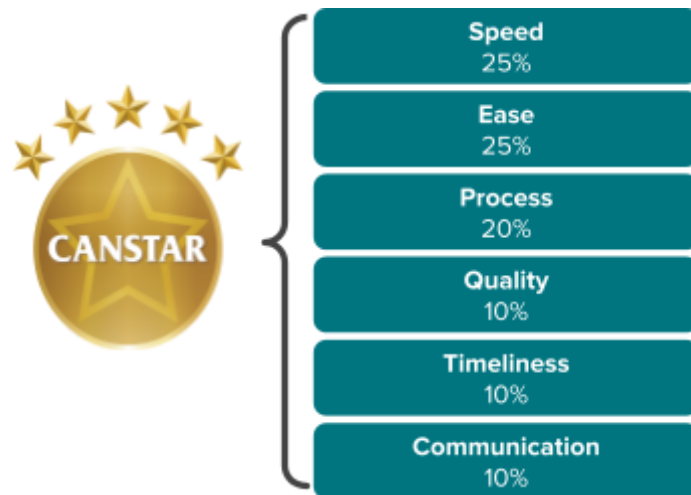 CANSTAR
Speed
25%
Ease
25%
Process
20%
Quality
10%
Timeliness
10%
Communication
10%